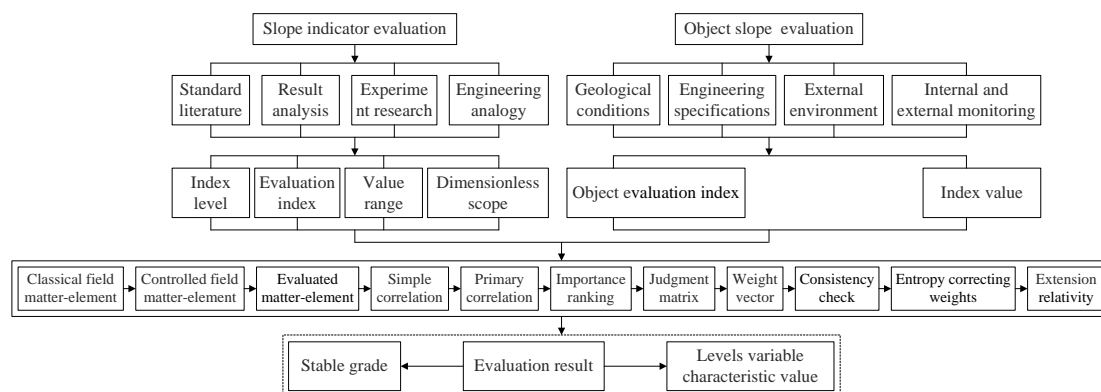 Slope indicator evaluation
Object slope evaluation
Standard
literature
Result
analysis
Experime
nt research
Engineering
analogy
Geological
conditions
Engineering
specifications
External
environment
Internal and
external monitoring
Index
level
Evaluation
index
Value
range
Dimensionless
scope
Object evaluation index
Index value
Classical field
matter-element
Controlled field
matter-element
Evaluated
matter-element
Simple
correlation
Primary
correlation
Importance
ranking
Judgment
matrix
Weight
vector
Consistency
check
Entropy correcting
weights
Extension
relativity
Stable grade
Evaluation result
Levels variable
characteristic value